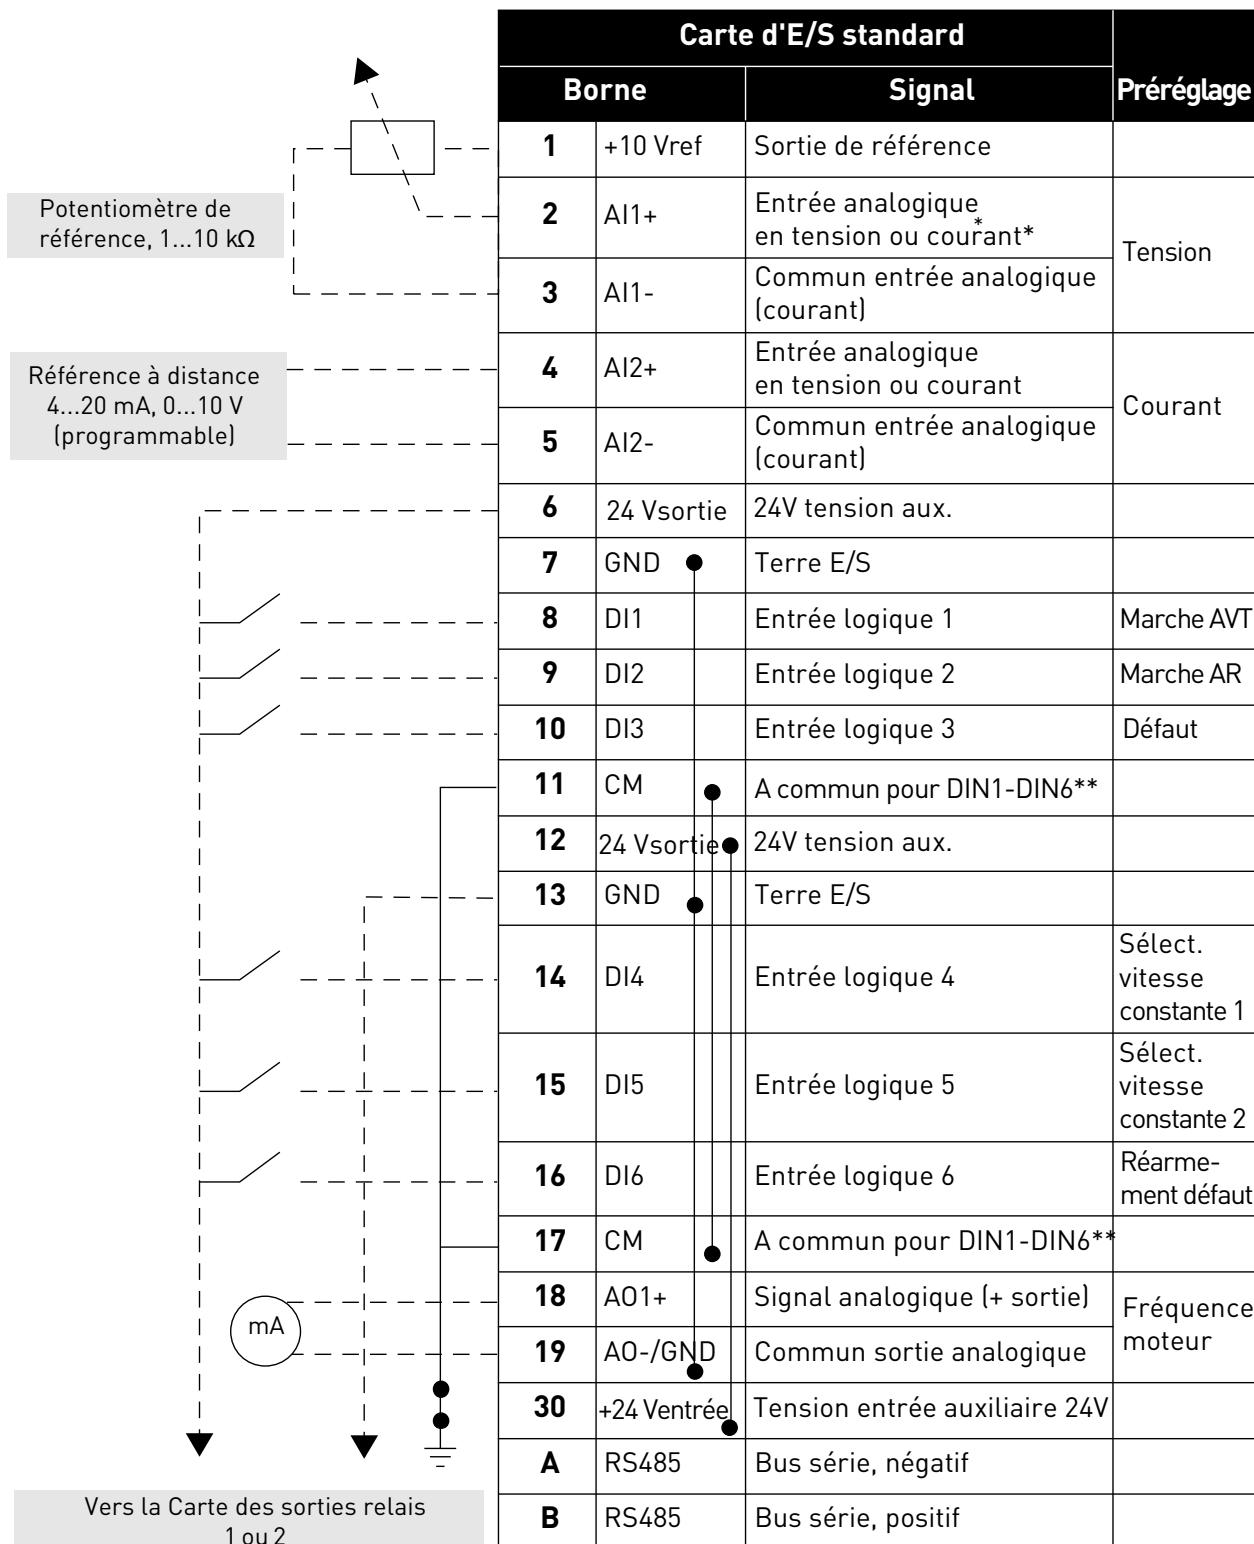 Carte d'E/S standard
Borne Signal Préréglage
1 +10 Vref Sortie de référence
Potentiomètre de
référence, 1...10 kΩ
2 AI1+ Entrée analogique
en tension ou courant*
*
Tension
3 AI1- Commun entrée analogique
(courant)
Référence à distance
4...20 mA, 0...10 V
(programmable)
4 AI2+ Entrée analogique
en tension ou courant
Courant
5 AI2- Commun entrée analogique
(courant)
6 24 Vsortie 24V tension aux.
7 GND Terre E/S
8 DI1 Entrée logique 1 Marche AVT
9 DI2 Entrée logique 2 Marche AR
10 DI3 Entrée logique 3 Défaut
11 CM A commun pour DIN1-DIN6**
12 24 Vsortie 24V tension aux.
13 GND Terre E/S
14 DI4 Entrée logique 4 Sélect.
vitesse
constante 1
15 DI5 Entrée logique 5 Sélect.
vitesse
constante 2
16 DI6 Entrée logique 6 Réarme-
ment défaut
17 CM A commun pour DIN1-DIN6**
mA
18 AO1+ Signal analogique (+ sortie) Fréquence
moteur
19 AO-/GND Commun sortie analogique
30 +24 Ventrée Tension entrée auxiliaire 24V
A RS485 Bus série, négatif
B RS485 Bus série, positif
Vers la Carte des sorties relais
1 ou 2